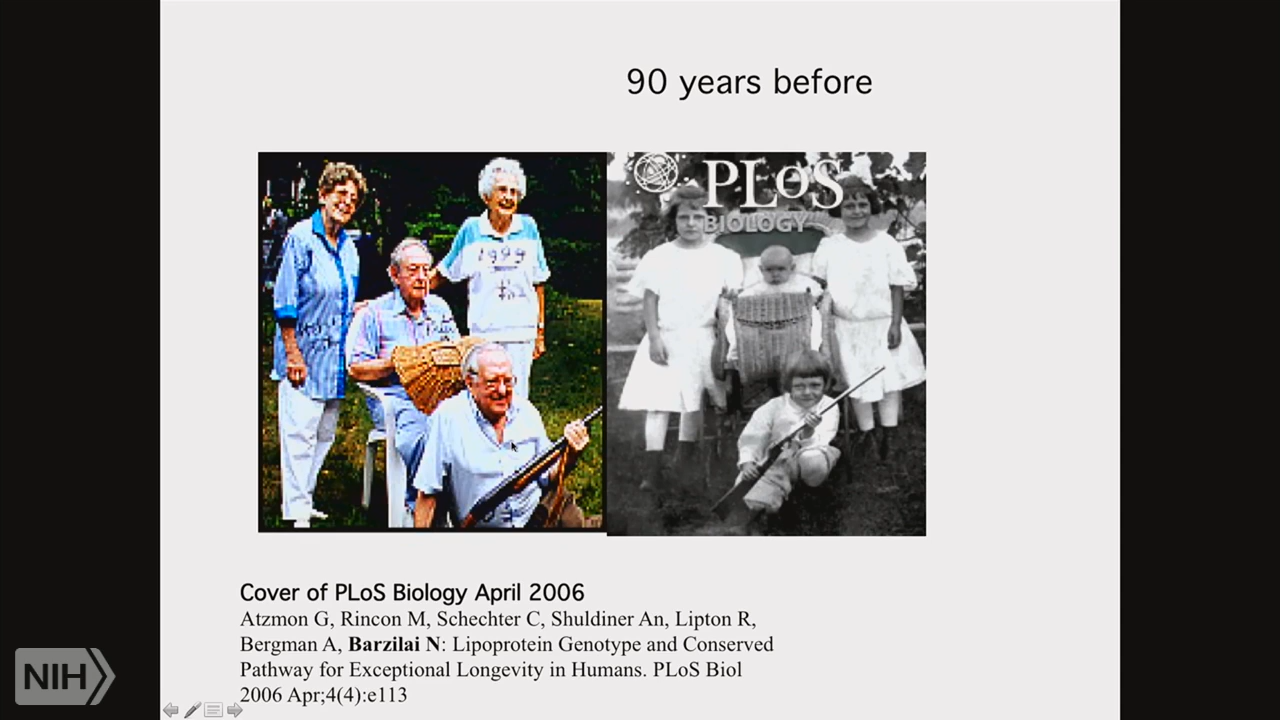 90 years before
PLoS
BIOLOGY
1999
Cover of PLoS Biology April 2006
Atzmon G, Rincon M, Schechter C, Shuldiner An, Lipton R,
Bergman A, Barzilai N: Lipoprotein Genotype and Conserved
Pathway for Exceptional Longevity in Humans. PLoS Biol
2006 Apr;4(4):e113
NIH